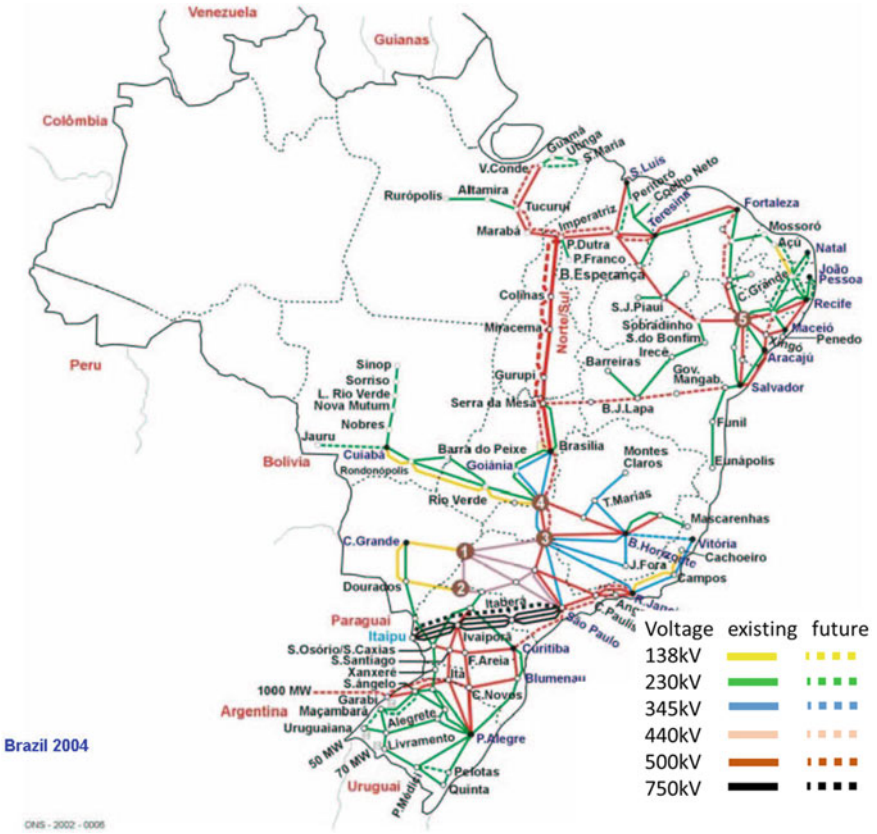 Venezuela
Guianas
Colômbia
Guamá
Utinga
S.Maria
V.Conde
S.Luis
Peritoró
Coelho Neto
Rurópolis
Altamira
Tucuruí
Imperatriz
Teresina
Fortaleza
Marabá
P.Dutra
P.Franco
B.Esperança
Mossoró
Açú
Natal
João
Pessoa
C.Grande
Recife
Colinas
Norte/Sul
S.J.Piauí
Sobradinho
S.do Bonfim
Irecê
5
Xingó
Maceió
Penedo
Aracajú
Miracema
Peru
Sinop
Sorriso
L. Rio Verde
Nova Mutum
Nobres
Gurupi
Barreiras
Gov.
Mangab.
Salvador
Serra da Mesa
B.J.Lapa
Funil
Eunápolis
Jauru
Cuiabá
Bolívia
Rondonópolis
Barra do Peixe
Goiânia
Brasília
Montes
Claros
Rio Verde
4
T.Marias
Mascarenhas
C.Grande
1
3
B.Horizonte
Vitória
Cachoeiro
J.Fora
Campos
Dourados
2
Itaberá
Paraguai
Itaipu
São Paulo
Ivaiporã
S.Osório/S.Caxias
S.Santiago
Xanxerê
S.ângelo
F.Areia
Curitiba
Itá
Blumenau
1000 MW
Garabi
C.Novos
Argentina
Maçambará
Alegrete
Uruguaiana
Livramento
P.Alegre
50 MW
70 MW
Uruguai
P.Médici
Pelotas
Quinta
Brazil 2004
Voltage existing future
138kV
230kV
345kV
440kV
500kV
750kV
ONS - 2002 - 0006